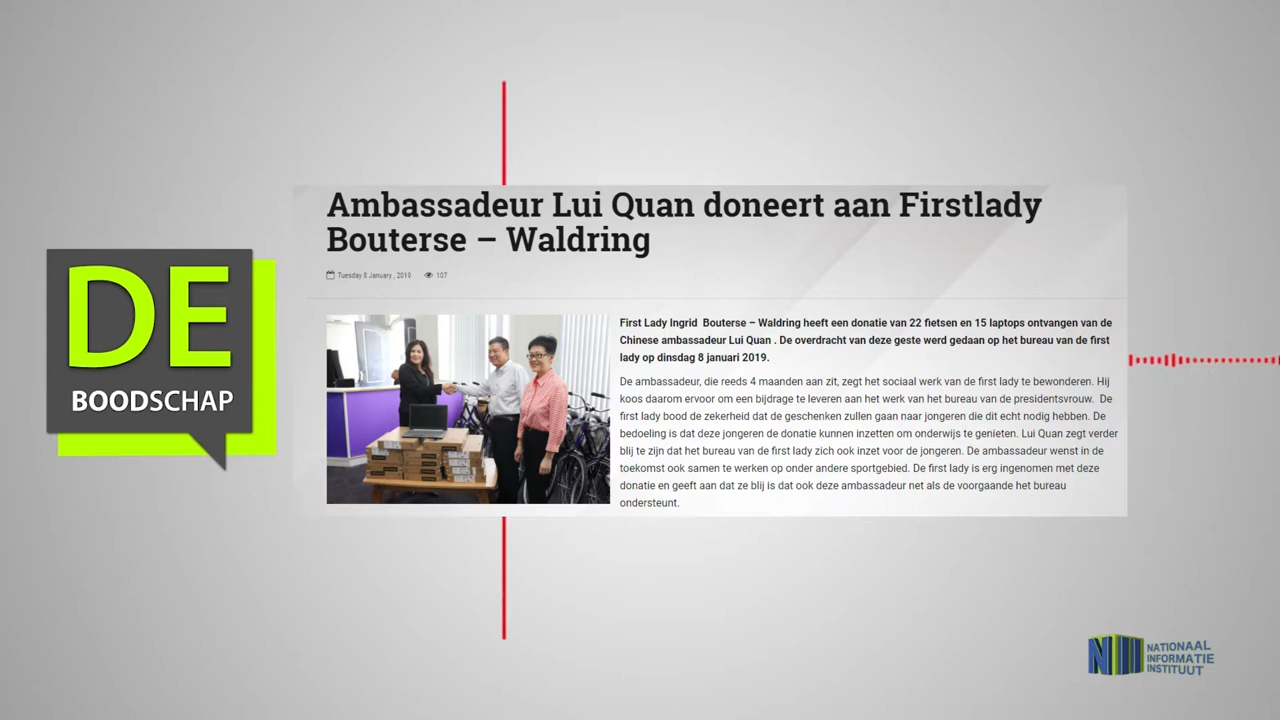 DE
BOODSCHAP
Ambassadeur Lui Quan doneert aan Firstlady
Bouterse – Waldring
Tuesday 8 January , 2019 107
First Lady Ingrid Bouterse – Waldring heeft een donatie van 22 fietsen en 15 laptops ontvangen van de
Chinese ambassadeur Lui Quan . De overdracht van deze geste werd gedaan op het bureau van de first
lady op dinsdag 8 januari 2019.
De ambassadeur, die reeds 4 maanden aan zit, zegt het sociaal werk van de first lady te bewonderen. Hij
koos daarom ervoor om een bijdrage te leveren aan het werk van het bureau van de presidentsvrouw. De
first lady bood de zekerheid dat de geschenken zullen gaan naar jongeren die dit echt nodig hebben. De
bedoeling is dat deze jongeren de donatie kunnen inzetten om onderwijs te genieten. Lui Quan zegt verder
blij te zijn dat het bureau van de first lady zich ook inzet voor de jongeren. De ambassadeur wenst in de
toekomst ook samen te werken op onder andere sportgebied. De first lady is erg ingenomen met deze
donatie en geeft aan dat ze blij is dat ook deze ambassadeur net als de voorgaande het bureau
ondersteunt.
NII
NATIONAAL
INFORMATIE
INSTITUUT